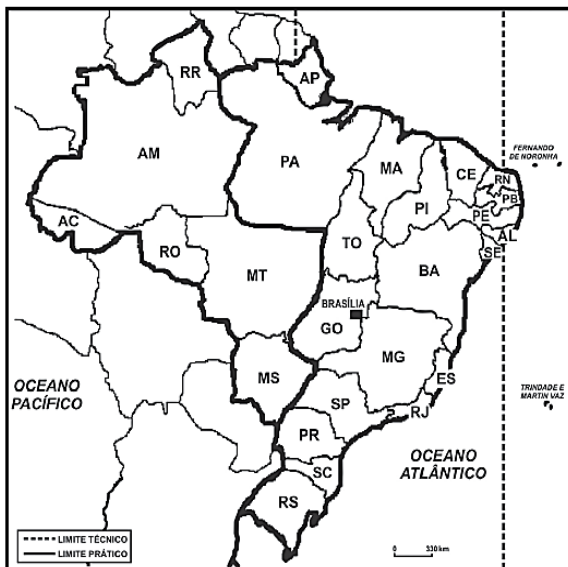 RR
AP
AM
PA
MA
CE
RN
PB
PI
PE
AL
SE
AC
RO
TO
MT
BA
BRASÍLIA
GO
MG
MS
ES
SP
RJ
PR
SC
RS
FERNANDO
DE NORONHA
OCEANO
PACÍFICO
TRINDADE E
MARTIN VAZ
OCEANO
ATLÂNTICO
LIMITE TÉCNICO
LIMITE PRÁTICO
0 330 km